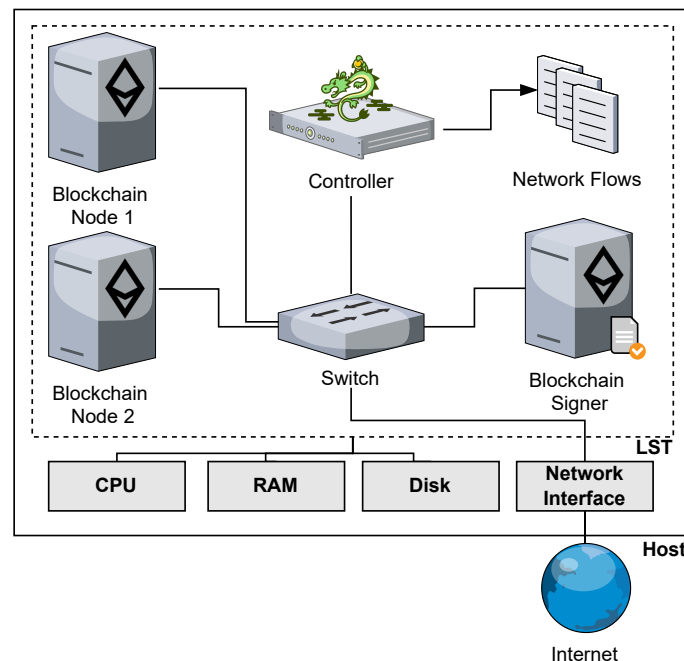 Blockchain
Node 1
Controller
Network Flows
Blockchain
Node 2
Switch
Blockchain
Signer
LST
CPU
RAM
Disk
Network
Interface
Host
Internet